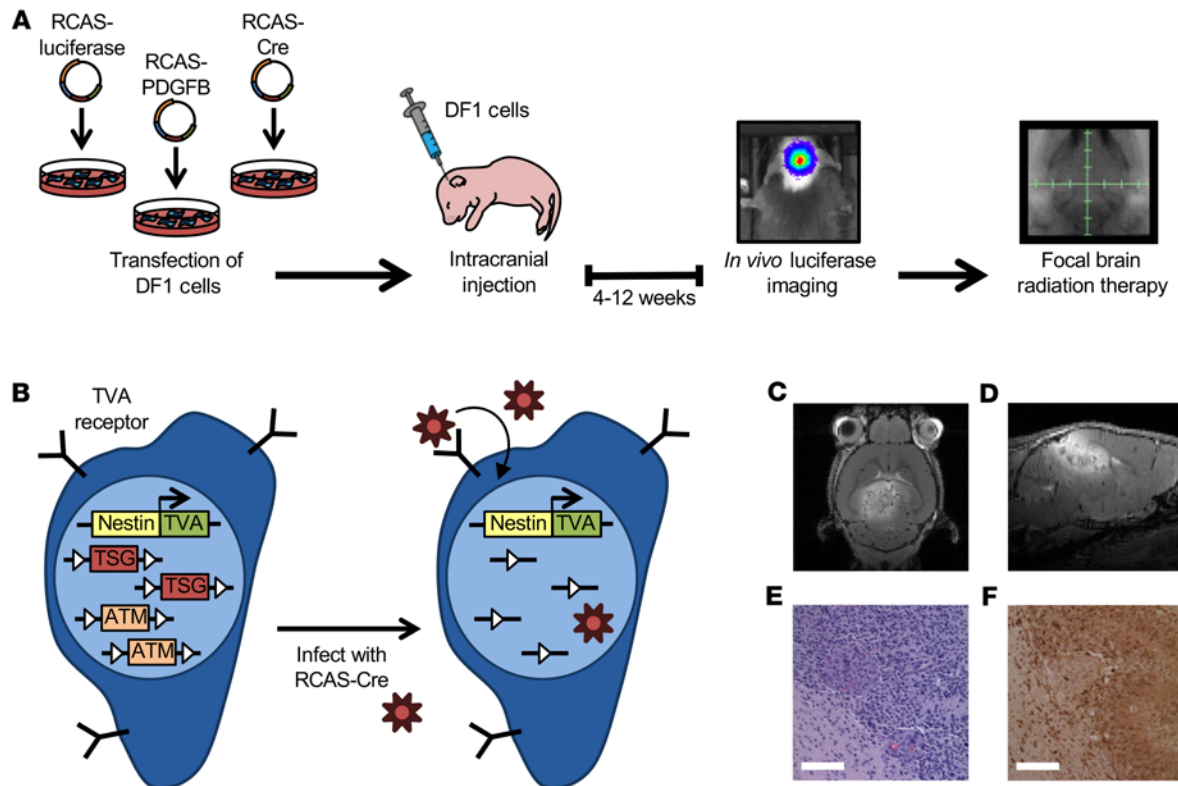 A
RCAS-
luciferase
RCAS-
PDGFB
RCAS-
Cre
Transfection of
DF1 cells
DF1 cells
Intracranial
injection
4-12 weeks
In vivo luciferase
imaging
Focal brain
radiation therapy
B
TVA
receptor
Nestin TVA
TSG
TSG
ATM
ATM
Infect with
RCAS-Cre
Nestin TVA
C
D
E
F